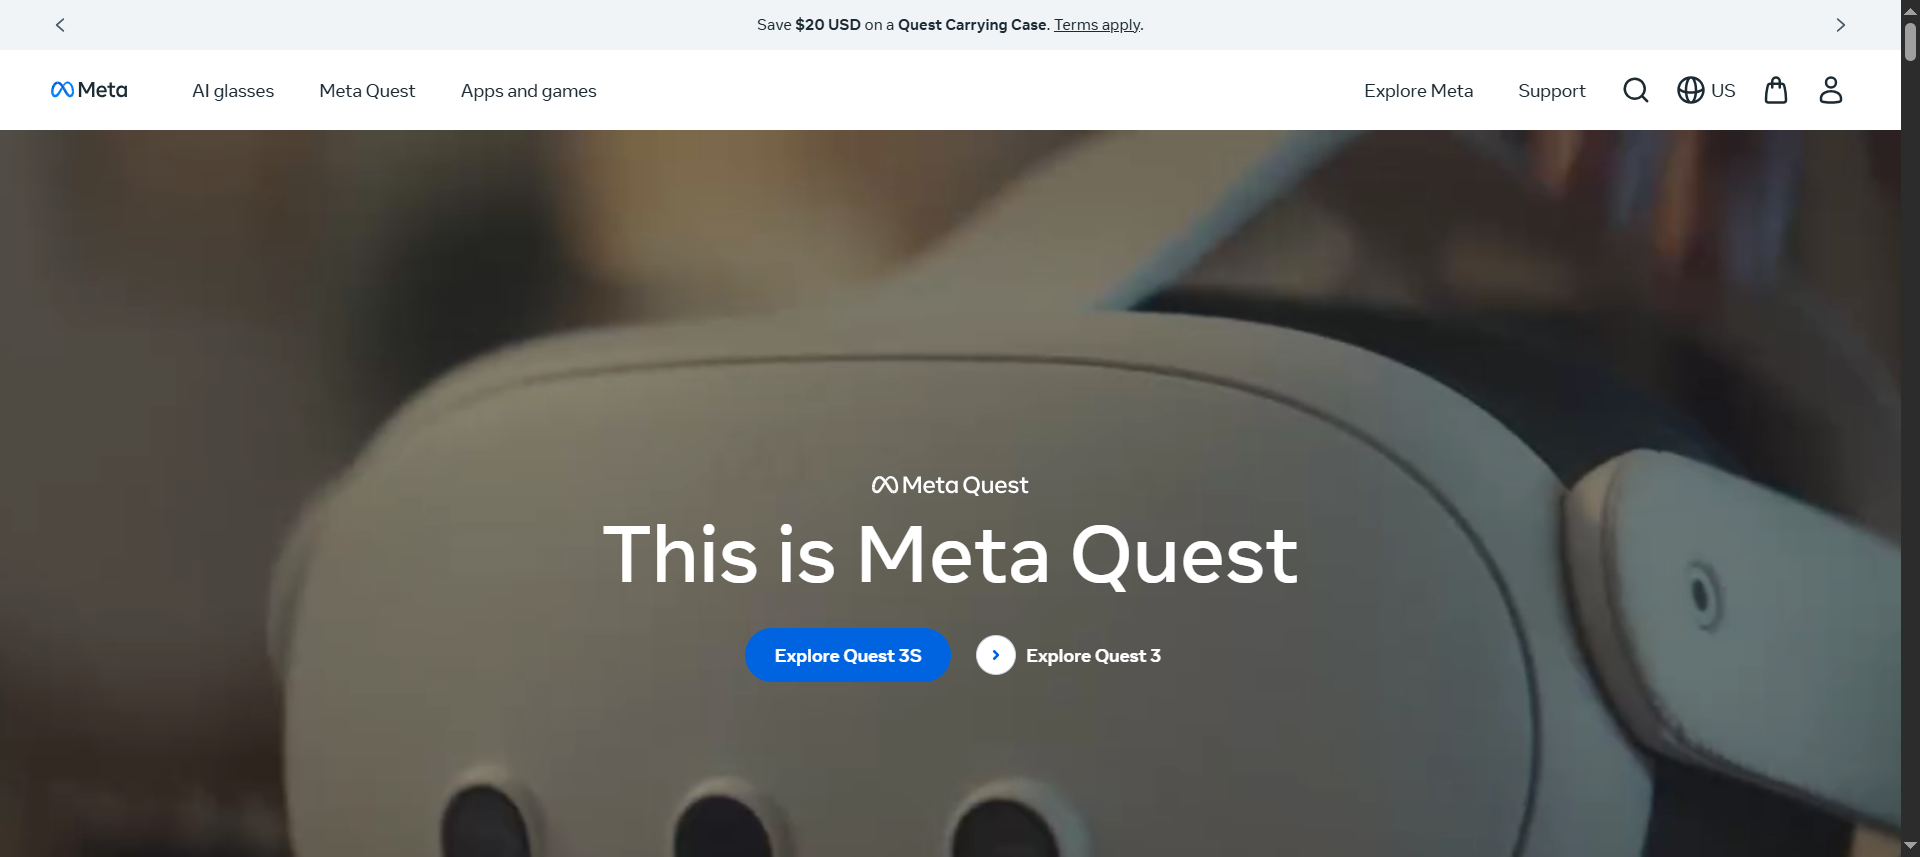 Save $20 USD on a Quest Carrying Case. Terms apply.
Meta
AI glasses
Meta Quest
Apps and games
Explore Meta
Support
US
Meta Quest
This is Meta Quest
Explore Quest 3S
Explore Quest 3